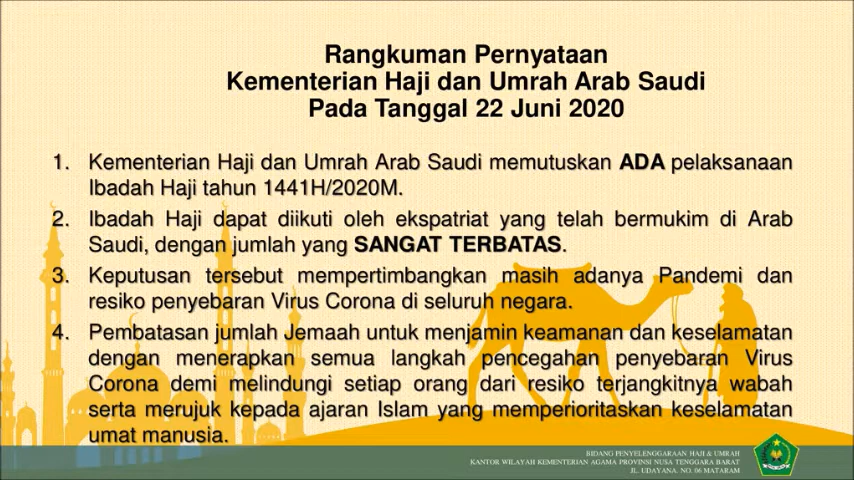 Rangkuman Pernyataan
Kementerian Haji dan Umrah Arab Saudi
Pada Tanggal 22 Juni 2020
1. Kementerian Haji dan Umrah Arab Saudi memutuskan ADA pelaksanaan
Ibadah Haji tahun 1441H/2020M.
2. Ibadah Haji dapat diikuti oleh ekspatriat yang telah bermukim di Arab
Saudi, dengan jumlah yang SANGAT TERBATAS.
3. Keputusan tersebut mempertimbangkan masih adanya Pandemi dan
resiko penyebaran Virus Corona di seluruh negara.
4. Pembatasan jumlah Jemaah untuk menjamin keamanan dan keselamatan
dengan menerapkan semua langkah pencegahan penyebaran Virus
Corona demi melindungi setiap orang dari resiko terjangkitnya wabah
serta merujuk kepada ajaran Islam yang memperioritaskan keselamatan
umat manusia.
BIDANG PENYELENGGARAAN HAJI & UMRAH
KANTOR WILAYAH KEMENTERIAN AGAMA PROVINSI NUSA TENGGARA BARAT
JL. UDAYANA. NO. 06 MATARAM